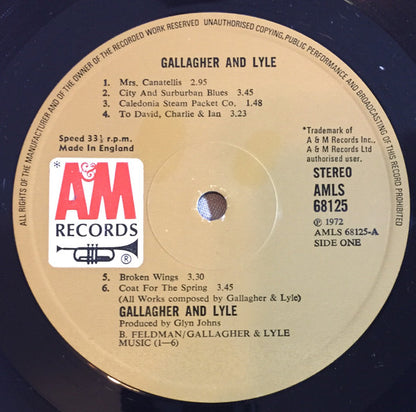 ALL RIGHTS OF THE MANUFACTURER AND OF THE OWNER OF THE RECORDED WORK RESERVED UNAUTHORISED COPYING, PUBLIC PERFORMANCE AND BROADCASTING OF THIS RECORD PROHIBITED
GALLAGHER AND LYLE
1. Mrs. Canatellis 2.95
2. City And Surburban Blues 3.45
3. Caledonia Steam Packet Co, 1.48
4. To David, Charlie & Ian 3.23
Speed 33⅓ r.p.m.
Made In England
*Trademark of
A & M Records Inc.,
A & M Records Ltd
authorised user.
STEREO
AMLS
68125
℗ 1972
AMLS 68125-A
SIDE ONE
*
A&M
RECORDS
®
5. Broken Wings 3.30
6. Coat For The Spring 3.45
(All Works composed by Gallagher & Lyle)
GALLAGHER AND LYLE
Produced by Glyn Johns
B. FELDMAN/GALLAGHER & LYLE
MUSIC (1—6)